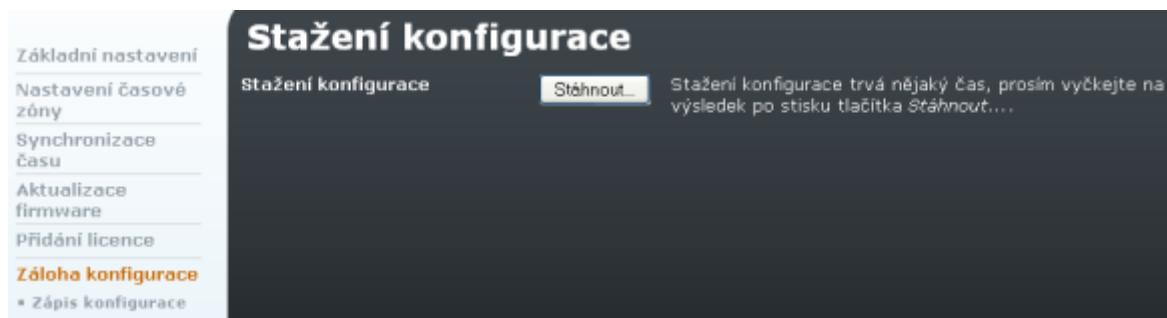 Základní nastavení
Nastavení časové
zóny
Synchronizace
času
Aktualizace
firmware
Přidání licence
Záloha konfigurace
• Zápis konfigurace
Stažení konfigurace
Stažení konfigurace
Stáhnout...
Stažení konfigurace trvá nějaký čas, prosím vyčkejte na
výsledek po stisku tlačítka Stáhnout....